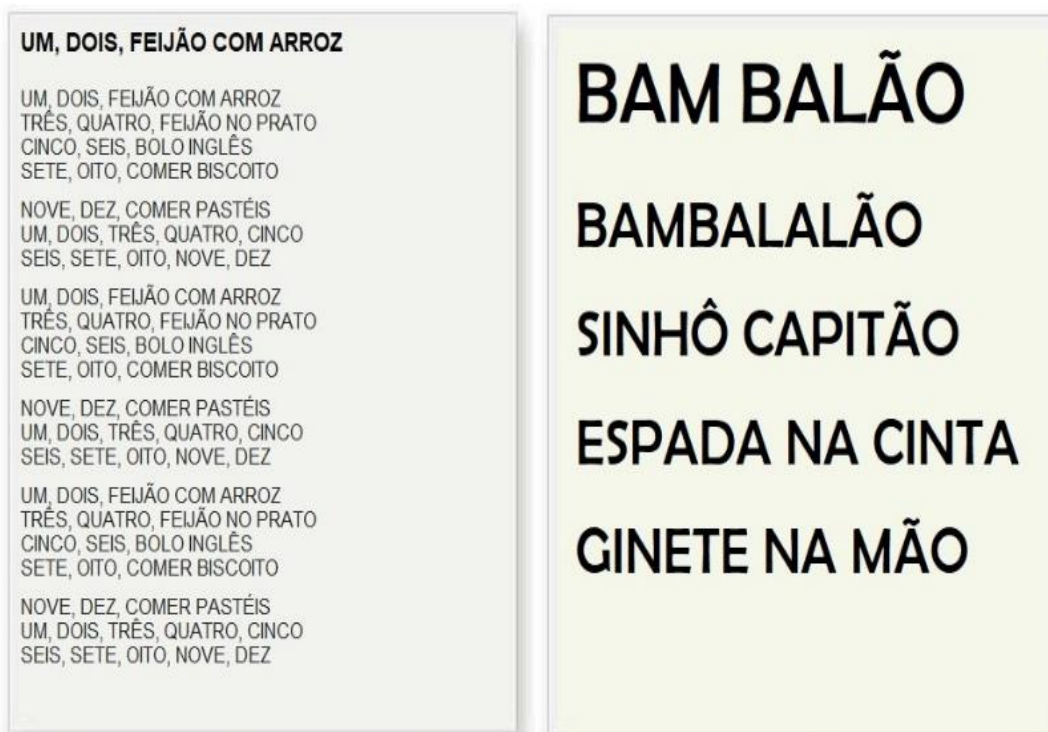 UM, DOIS, FEIJÃO COM ARROZ
UM, DOIS, FEIJÃO COM ARROZ
TRÊS, QUATRO, FEIJÃO NO PRATO
CINCO, SEIS, BOLO INGLÊS
SETE, OITO, COMER BISCOITO
NOVE, DEZ, COMER PASTÉIS
UM, DOIS, TRÊS, QUATRO, CINCO
SEIS, SETE, OITO, NOVE, DEZ
UM, DOIS, FEIJÃO COM ARROZ
TRÊS, QUATRO, FEIJÃO NO PRATO
CINCO, SEIS, BOLO INGLÊS
SETE, OITO, COMER BISCOITO
NOVE, DEZ, COMER PASTÉIS
UM, DOIS, TRÊS, QUATRO, CINCO
SEIS, SETE, OITO, NOVE, DEZ
UM, DOIS, FEIJÃO COM ARROZ
TRÊS, QUATRO, FEIJÃO NO PRATO
CINCO, SEIS, BOLO INGLÊS
SETE, OITO, COMER BISCOITO
NOVE, DEZ, COMER PASTÉIS
UM, DOIS, TRÊS, QUATRO, CINCO
SEIS, SETE, OITO, NOVE, DEZ
BAM BALÃO
BAMBALALÃO
SINHÔ CAPITÃO
ESPADA NA CINTA
GINETE NA MÃO